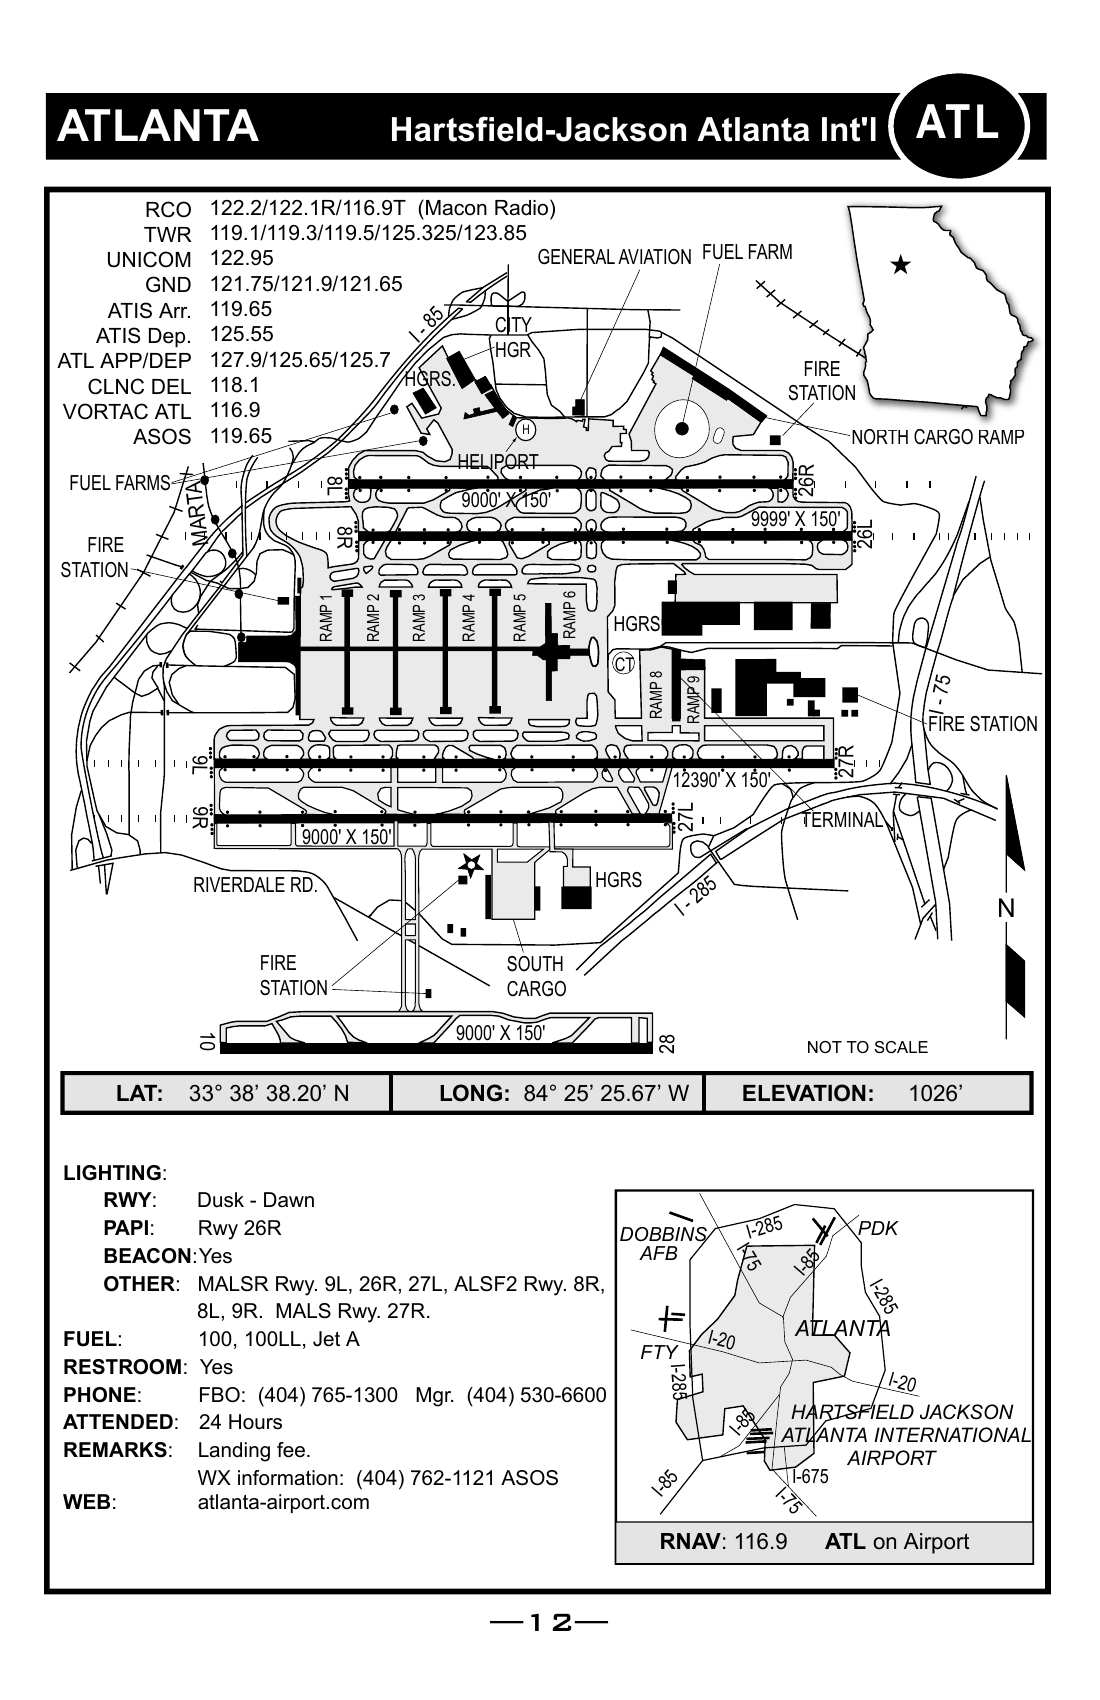 ATLANTA
Hartsfield-Jackson Atlanta Int'l
ATL
RCO 122.2/122.1R/116.9T (Macon Radio)
TWR 119.1/119.3/119.5/125.325/123.85
UNICOM 122.95
GND 121.75/121.9/121.65
ATIS Arr. 119.65
ATIS Dep. 125.55
ATL APP/DEP 127.9/125.65/125.7
CLNC DEL 118.1
VORTAC ATL 116.9
ASOS 119.65
GENERAL AVIATION
FUEL FARM
I - 85
CITY
HGR
HGRS.
FIRE
STATION
NORTH CARGO RAMP
H
HELIPORT
FUEL FARMS
MARTA
8L
9000' X 150'
26R
8R
9999' X 150'
26L
FIRE
STATION
RAMP 1
RAMP 2
RAMP 3
RAMP 4
RAMP 5
RAMP 6
HGRS
CT
RAMP 8
RAMP 9
I - 75
FIRE STATION
9L
12390' X 150'
27R
9R
9000' X 150'
27L
TERMINAL
RIVERDALE RD.
HGRS
I - 285
N
FIRE
STATION
SOUTH
CARGO
10
9000' X 150'
28
NOT TO SCALE
LAT: 33° 38’ 38.20’ N
LONG: 84° 25’ 25.67’ W
ELEVATION: 1026’
LIGHTING:
RWY: Dusk - Dawn
PAPI: Rwy 26R
BEACON:Yes
OTHER: MALSR Rwy. 9L, 26R, 27L, ALSF2 Rwy. 8R,
8L, 9R. MALS Rwy. 27R.
FUEL: 100, 100LL, Jet A
RESTROOM: Yes
PHONE: FBO: (404) 765-1300 Mgr. (404) 530-6600
ATTENDED: 24 Hours
REMARKS: Landing fee.
WX information: (404) 762-1121 ASOS
WEB: atlanta-airport.com
DOBBINS
AFB
I-285
I-75
I-85
PDK
I-285
ATLANTA
FTY
I-20
I-285
I-20
I-85
HARTSFIELD JACKSON
ATLANTA INTERNATIONAL
AIRPORT
I-85
I-675
I-75
RNAV: 116.9 ATL on Airport
12